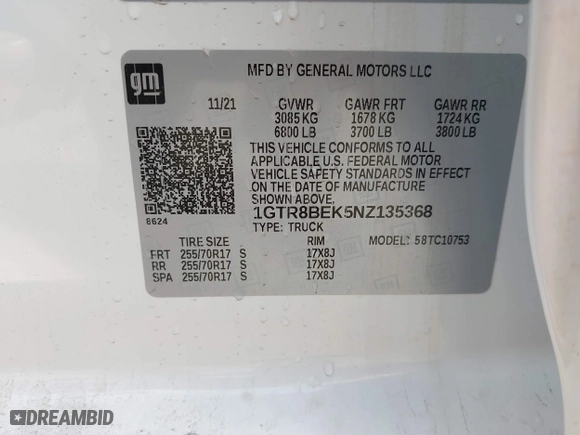 gm
MFD BY GENERAL MOTORS LLC
11/21 GVWR GAWR FRT GAWR RR
3085 KG 1678 KG 1724 KG
6800 LB 3700 LB 3800 LB
THIS VEHICLE CONFORMS TO ALL
APPLICABLE U.S. FEDERAL MOTOR
VEHICLE SAFETY STANDARDS IN EFFECT
ON THE DATE OF MANUFACTURE
SHOWN ABOVE.
8624
1GTR8BEK5NZ135368
TYPE: TRUCK
TIRE SIZE RIM MODEL: 58TC10753
FRT 255/70R17 S 17X8J
RR 255/70R17 S 17X8J
SPA 255/70R17 S 17X8J
DREAMBID